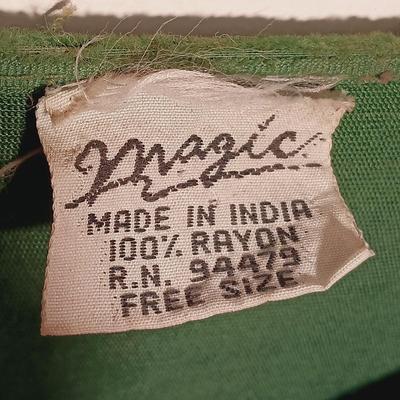 magic
MADE IN INDIA
100% RAYON
R.N. 94479
FREE SIZE